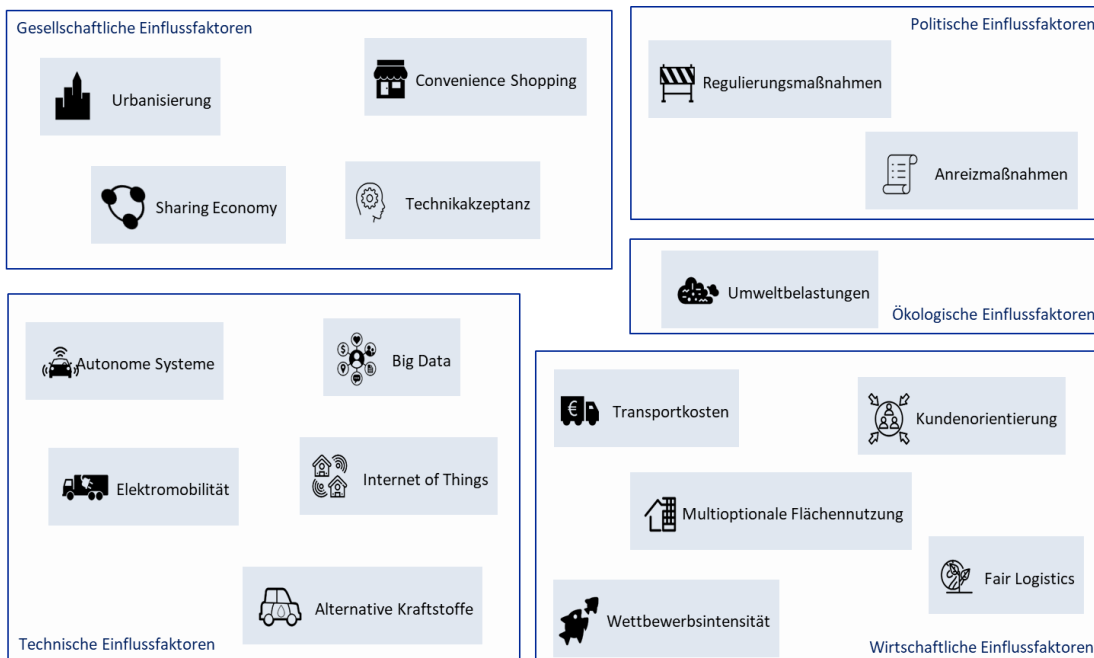 Gesellschaftliche Einflussfaktoren
Urbanisierung
Convenience Shopping
Sharing Economy
Technikakzeptanz
Politische Einflussfaktoren
Regulierungsmaßnahmen
Anreizmaßnahmen
Umweltbelastungen
Ökologische Einflussfaktoren
Autonome Systeme
Big Data
Elektromobilität
Internet of Things
Alternative Kraftstoffe
Technische Einflussfaktoren
€
Transportkosten
Kundenorientierung
Multioptionale Flächennutzung
Fair Logistics
Wettbewerbsintensität
Wirtschaftliche Einflussfaktoren